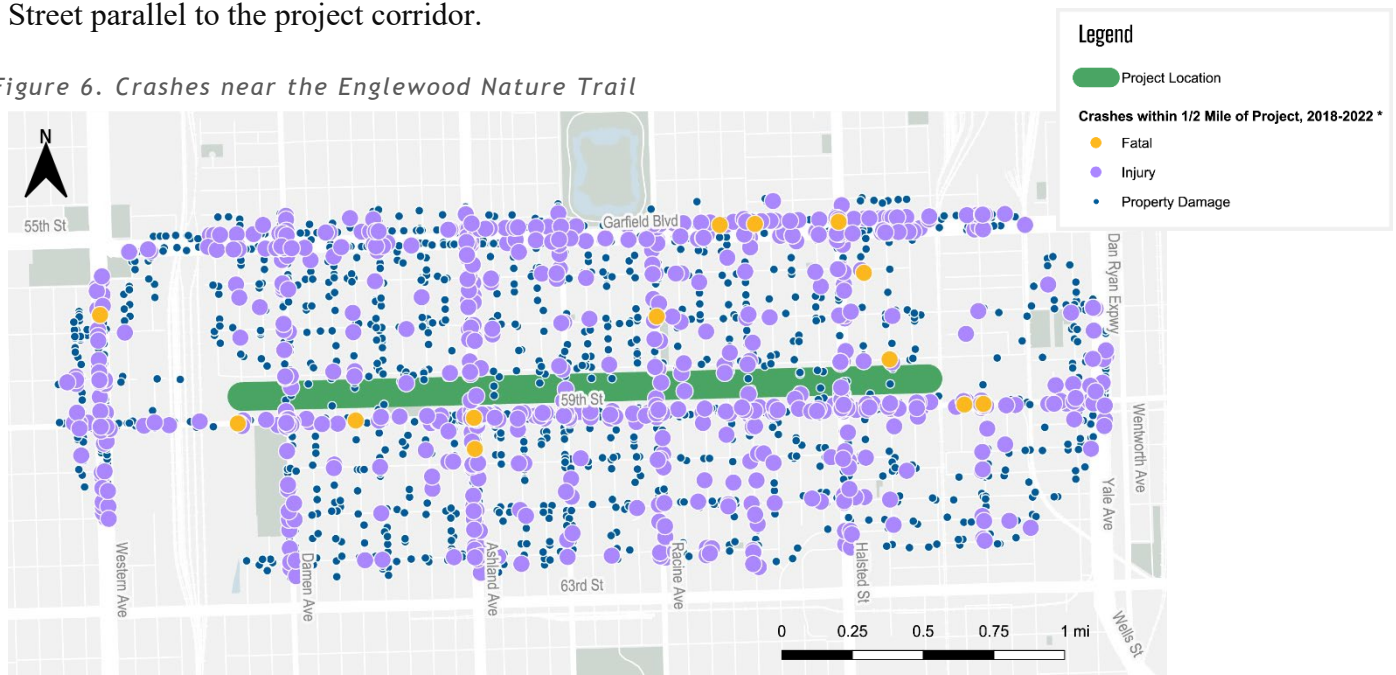 Street parallel to the project corridor.
Figure 6. Crashes near the Englewood Nature Trail
Legend
Project Location
Crashes within 1/2 Mile of Project, 2018-2022 *
Fatal
Injury
Property Damage
N
55th St
Garfield Blvd
59th St
63rd St
Western Ave
Damen Ave
Ashland Ave
Racine Ave
Halsted St
Dan Ryan Expwy
Wentworth Ave
Yale Ave
Wells St
0 0.25 0.5 0.75 1 mi